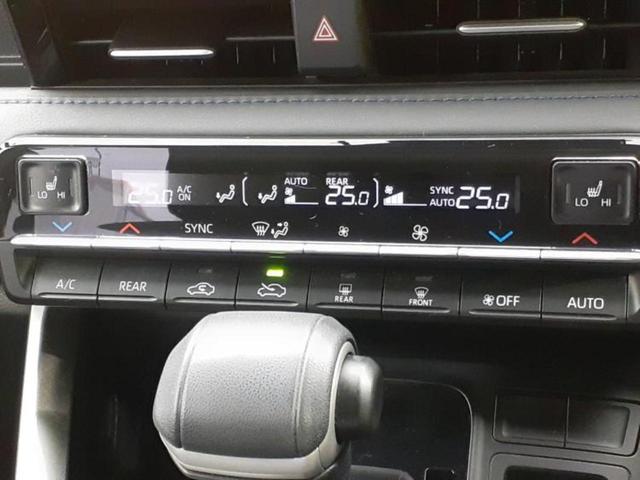 LO HI
25.0 A/C ON AUTO REAR 25.0 SYNC AUTO 25.0
LO HI
SYNC
A/C REAR REAR FRONT OFF AUTO